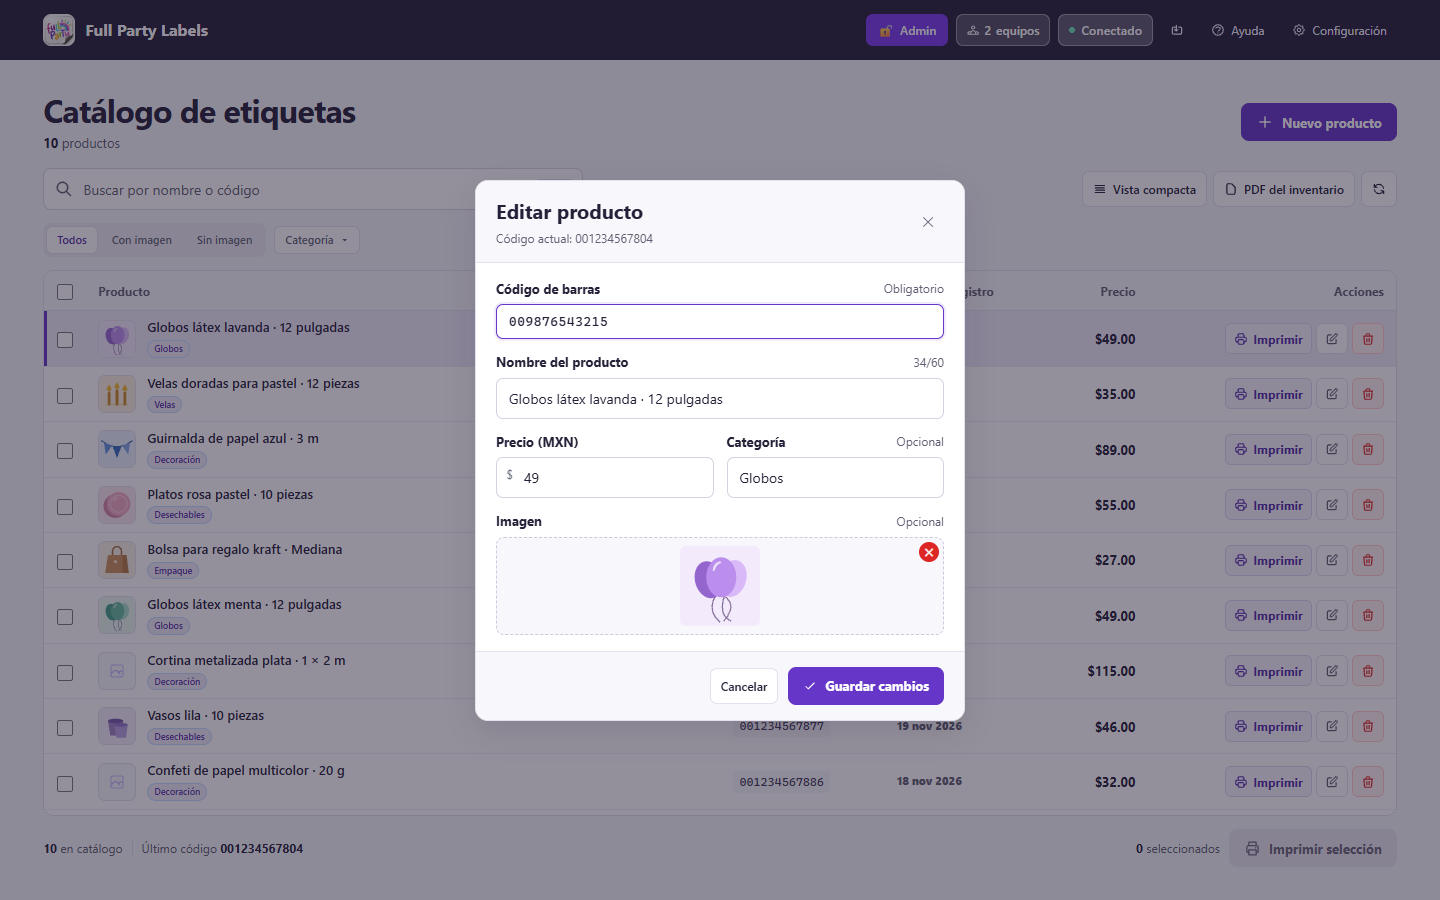 Full Party Labels
Admin
2 equipos
Conectado
Ayuda
Configuración
Catálogo de etiquetas
10 productos
Nuevo producto
Buscar por nombre o código
Vista compacta
PDF del inventario
Todos
Con imagen
Sin imagen
Categoría
Producto
Precio
Acciones
Globos látex lavanda · 12 pulgadas
Globos
$49.00
Imprimir
Velas doradas para pastel · 12 piezas
Velas
$35.00
Imprimir
Guirnalda de papel azul · 3 m
Decoración
$89.00
Imprimir
Platos rosa pastel · 10 piezas
Desechables
$55.00
Imprimir
Bolsa para regalo kraft · Mediana
Empaque
$27.00
Imprimir
Globos látex menta · 12 pulgadas
Globos
$49.00
Imprimir
Cortina metalizada plata · 1 × 2 m
Decoración
$115.00
Imprimir
Vasos lila · 10 piezas
Desechables
001234567877
19 nov 2026
$46.00
Imprimir
Confeti de papel multicolor · 20 g
Decoración
001234567886
18 nov 2026
$32.00
Imprimir
10 en catálogo
Último código 001234567804
0 seleccionados
Imprimir selección
Editar producto
Código actual: 001234567804
Código de barras
Obligatorio
009876543215
Nombre del producto
34/60
Globos látex lavanda · 12 pulgadas
Precio (MXN)
$ 49
Categoría
Opcional
Globos
Imagen
Opcional
Cancelar
Guardar cambios